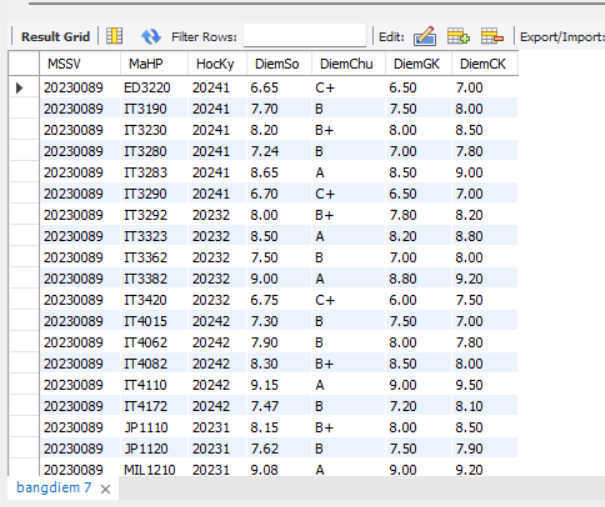 Result Grid Filter Rows: Edit: Export/Import:
MSSV MaHP HocKy DiemSo DiemChu DiemGK DiemCK
20230089 ED3220 20241 6.65 C+ 6.50 7.00
20230089 IT3190 20241 7.70 B 7.50 8.00
20230089 IT3230 20241 8.20 B+ 8.00 8.50
20230089 IT3280 20241 7.24 B 7.00 7.80
20230089 IT3283 20241 8.65 A 8.50 9.00
20230089 IT3290 20241 6.70 C+ 6.50 7.00
20230089 IT3292 20232 8.00 B+ 7.80 8.20
20230089 IT3323 20232 8.50 A 8.20 8.80
20230089 IT3362 20232 7.50 B 7.00 8.00
20230089 IT3382 20232 9.00 A 8.80 9.20
20230089 IT3420 20232 6.75 C+ 6.00 7.50
20230089 IT4015 20242 7.30 B 7.50 7.00
20230089 IT4062 20242 7.90 B 8.00 7.80
20230089 IT4082 20242 8.30 B+ 8.50 8.00
20230089 IT4110 20242 9.15 A 9.00 9.50
20230089 IT4172 20242 7.47 B 7.20 8.10
20230089 JP1110 20231 8.15 B+ 8.00 8.50
20230089 JP1120 20231 7.62 B 7.50 7.90
20230089 MIL1210 20231 9.08 A 9.00 9.20
bangdiem 7